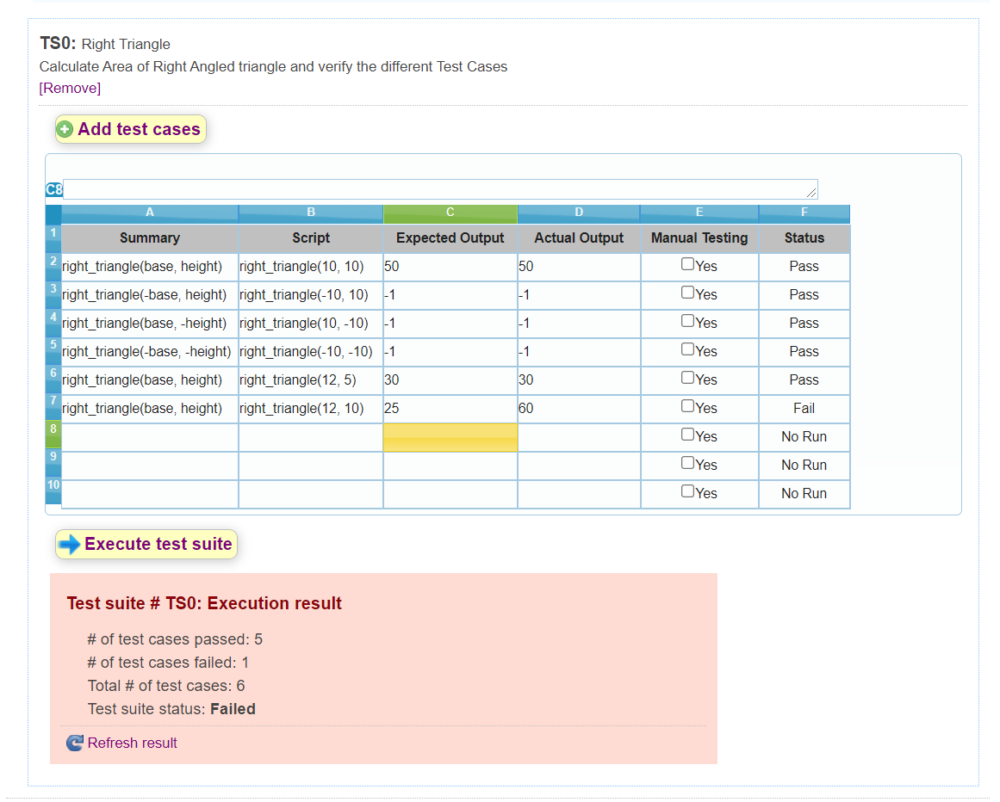 TS0: Right Triangle
Calculate Area of Right Angled triangle and verify the different Test Cases
[Remove]
Add test cases
C8
A B C D E F
1 Summary Script Expected Output Actual Output Manual Testing Status
2 right_triangle(base, height) right_triangle(10, 10) 50 50 Yes Pass
3 right_triangle(-base, height) right_triangle(-10, 10) -1 -1 Yes Pass
4 right_triangle(base, -height) right_triangle(10, -10) -1 -1 Yes Pass
5 right_triangle(-base, -height) right_triangle(-10, -10) -1 -1 Yes Pass
6 right_triangle(base, height) right_triangle(12, 5) 30 30 Yes Pass
7 right_triangle(base, height) right_triangle(12, 10) 25 60 Yes Fail
8 Yes No Run
9 Yes No Run
10 Yes No Run
Execute test suite
Test suite # TS0: Execution result
# of test cases passed: 5
# of test cases failed: 1
Total # of test cases: 6
Test suite status: Failed
Refresh result